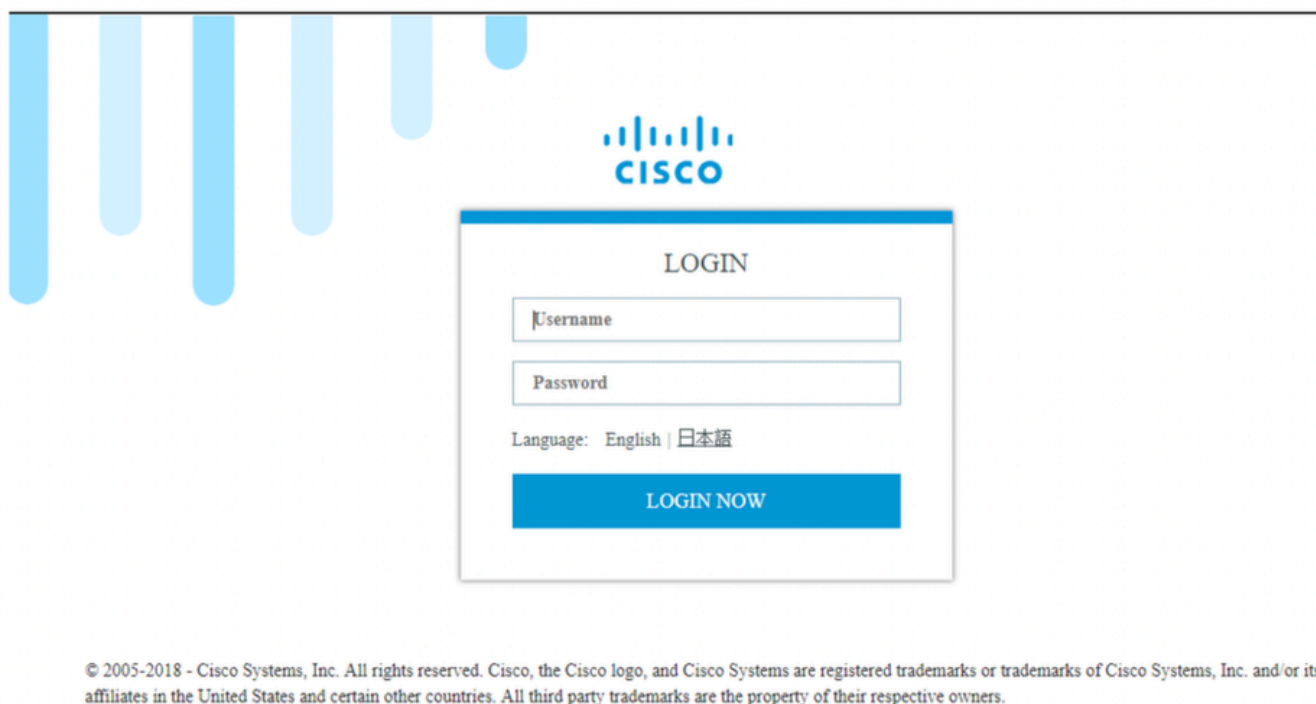 CISCO
LOGIN
Username
Password
Language: English | 日本語
LOGIN NOW
© 2005-2018 - Cisco Systems, Inc. All rights reserved. Cisco, the Cisco logo, and Cisco Systems are registered trademarks or trademarks of Cisco Systems, Inc. and/or its
affiliates in the United States and certain other countries. All third party trademarks are the property of their respective owners.